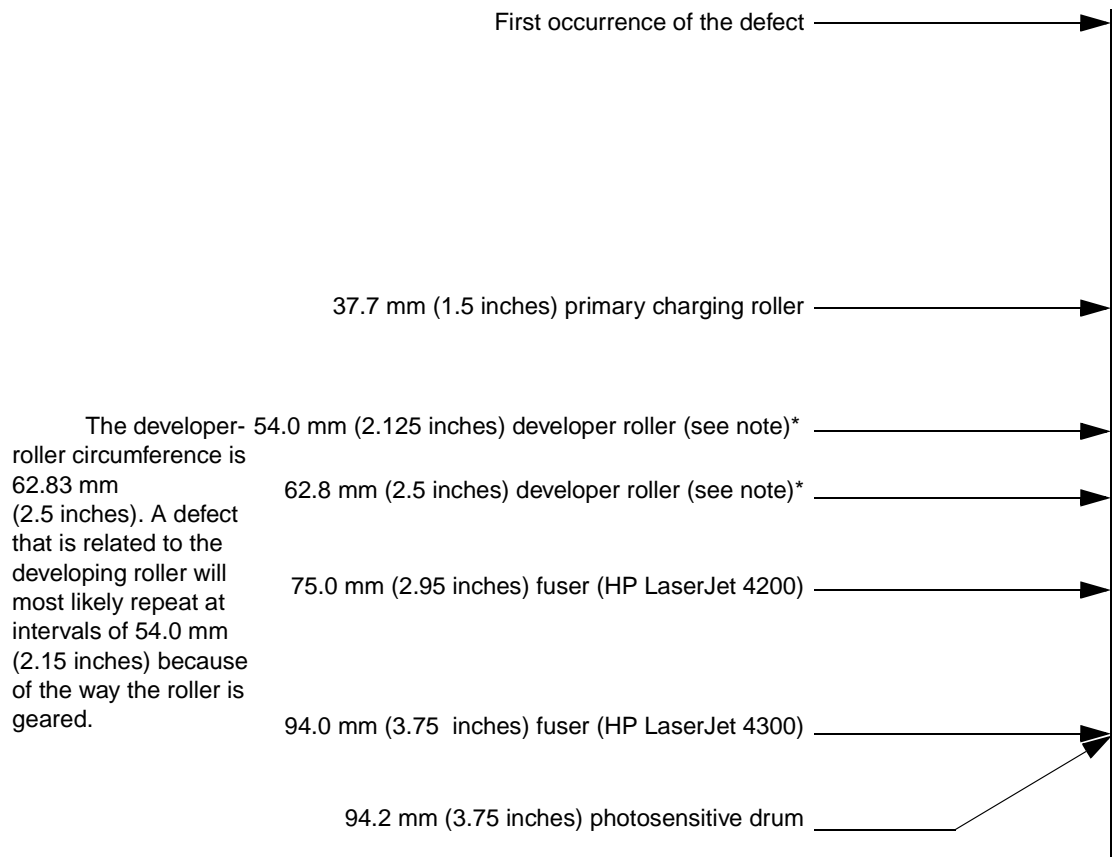 First occurrence of the defect
37.7 mm (1.5 inches) primary charging roller
54.0 mm (2.125 inches) developer roller (see note)*
62.8 mm (2.5 inches) developer roller (see note)*
The developer-
roller circumference is
62.83 mm
(2.5 inches). A defect
that is related to the
developing roller will
most likely repeat at
intervals of 54.0 mm
(2.15 inches) because
of the way the roller is
geared.
75.0 mm (2.95 inches) fuser (HP LaserJet 4200)
94.0 mm (3.75  inches) fuser (HP LaserJet 4300)
94.2 mm (3.75 inches) photosensitive drum